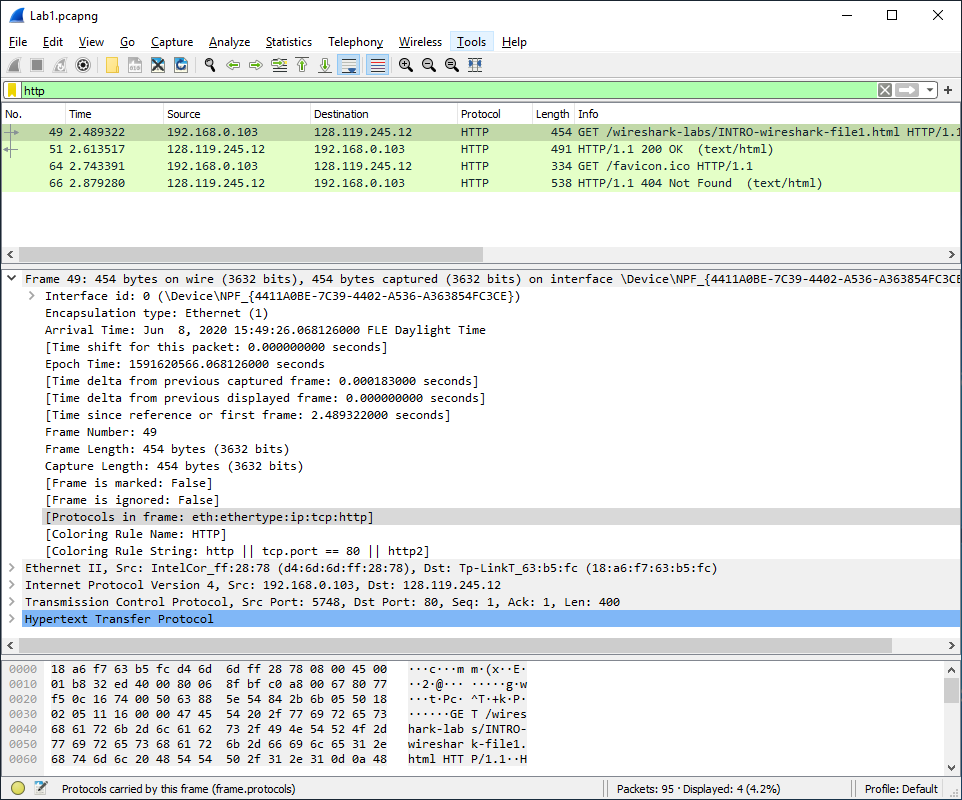 Lab1.pcapng
File Edit View Go Capture Analyze Statistics Telephony Wireless Tools Help
http
No. Time Source Destination Protocol Length Info
49 2.489322 192.168.0.103 128.119.245.12 HTTP 454 GET /wireshark-labs/INTRO-wireshark-file1.html HTTP/1.1
51 2.613517 128.119.245.12 192.168.0.103 HTTP 491 HTTP/1.1 200 OK  (text/html)
64 2.743391 192.168.0.103 128.119.245.12 HTTP 334 GET /favicon.ico HTTP/1.1
66 2.879280 128.119.245.12 192.168.0.103 HTTP 538 HTTP/1.1 404 Not Found  (text/html)
Frame 49: 454 bytes on wire (3632 bits), 454 bytes captured (3632 bits) on interface \Device\NPF_{4411A0BE-7C39-4402-A536-A363854FC3CE
Interface id: 0 (\Device\NPF_{4411A0BE-7C39-4402-A536-A363854FC3CE})
Encapsulation type: Ethernet (1)
Arrival Time: Jun  8, 2020 15:49:26.068126000 FLE Daylight Time
[Time shift for this packet: 0.000000000 seconds]
Epoch Time: 1591620566.068126000 seconds
[Time delta from previous captured frame: 0.000183000 seconds]
[Time delta from previous displayed frame: 0.000000000 seconds]
[Time since reference or first frame: 2.489322000 seconds]
Frame Number: 49
Frame Length: 454 bytes (3632 bits)
Capture Length: 454 bytes (3632 bits)
[Frame is marked: False]
[Frame is ignored: False]
[Protocols in frame: eth:ethertype:ip:tcp:http]
[Coloring Rule Name: HTTP]
[Coloring Rule String: http || tcp.port == 80 || http2]
Ethernet II, Src: IntelCor_ff:28:78 (d4:6d:6d:ff:28:78), Dst: Tp-LinkT_63:b5:fc (18:a6:f7:63:b5:fc)
Internet Protocol Version 4, Src: 192.168.0.103, Dst: 128.119.245.12
Transmission Control Protocol, Src Port: 5748, Dst Port: 80, Seq: 1, Ack: 1, Len: 400
Hypertext Transfer Protocol
0000 18 a6 f7 63 b5 fc d4 6d 6d ff 28 78 08 00 45 00 ···c···m m·(x··E·
0010 01 b8 32 ed 40 00 80 06 8f bf c0 a8 00 67 80 77 ··2·@··· ·····g·w
0020 f5 0c 16 74 00 50 63 88 5e 54 84 2b 6b 05 50 18 ···t·Pc· ^T·+k·P·
0030 02 05 11 16 00 00 47 45 54 20 2f 77 69 72 65 73 ······GE T /wires
0040 68 61 72 6b 2d 6c 61 62 73 2f 49 4e 54 52 4f 2d hark-lab s/INTRO-
0050 77 69 72 65 73 68 61 72 6b 2d 66 69 6c 65 31 2e wireshar k-file1.
0060 68 74 6d 6c 20 48 54 54 50 2f 31 2e 31 0d 0a 48 html HTT P/1.1··H
Protocols carried by this frame (frame.protocols) Packets: 95 · Displayed: 4 (4.2%) Profile: Default